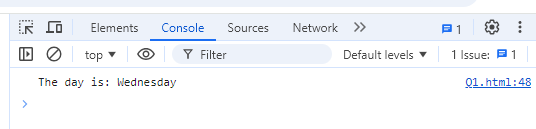 Elements Console Sources Network 1
top Filter Default levels 1 Issue: 1
The day is: Wednesday Q1.html:48